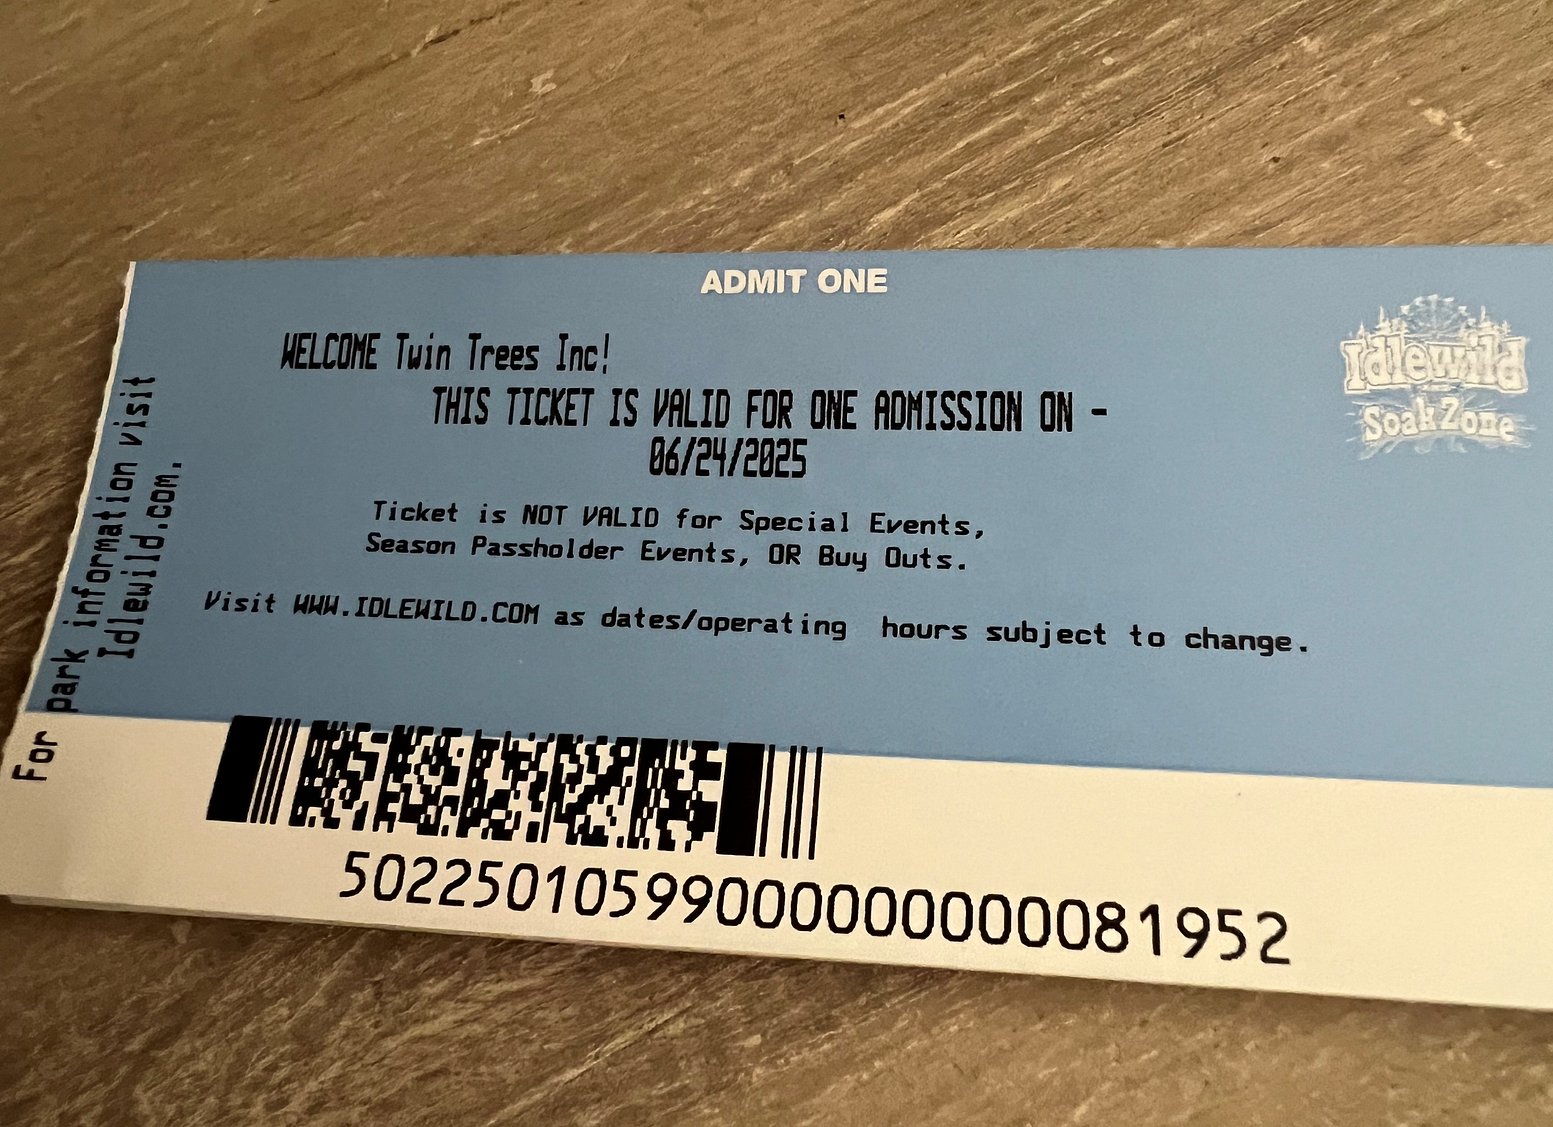 ADMIT ONE
WELCOME Twin Trees Inc!
THIS TICKET IS VALID FOR ONE ADMISSION ON -
06/24/2025
Ticket is NOT VALID for Special Events,
Season Passholder Events, OR Buy Outs.
Visit WWW.IDLEWILD.COM as dates/operating hours subject to change.
For park information visit
Idlewild.com.
Idlewild
SoakZone
5022501059900000000000081952